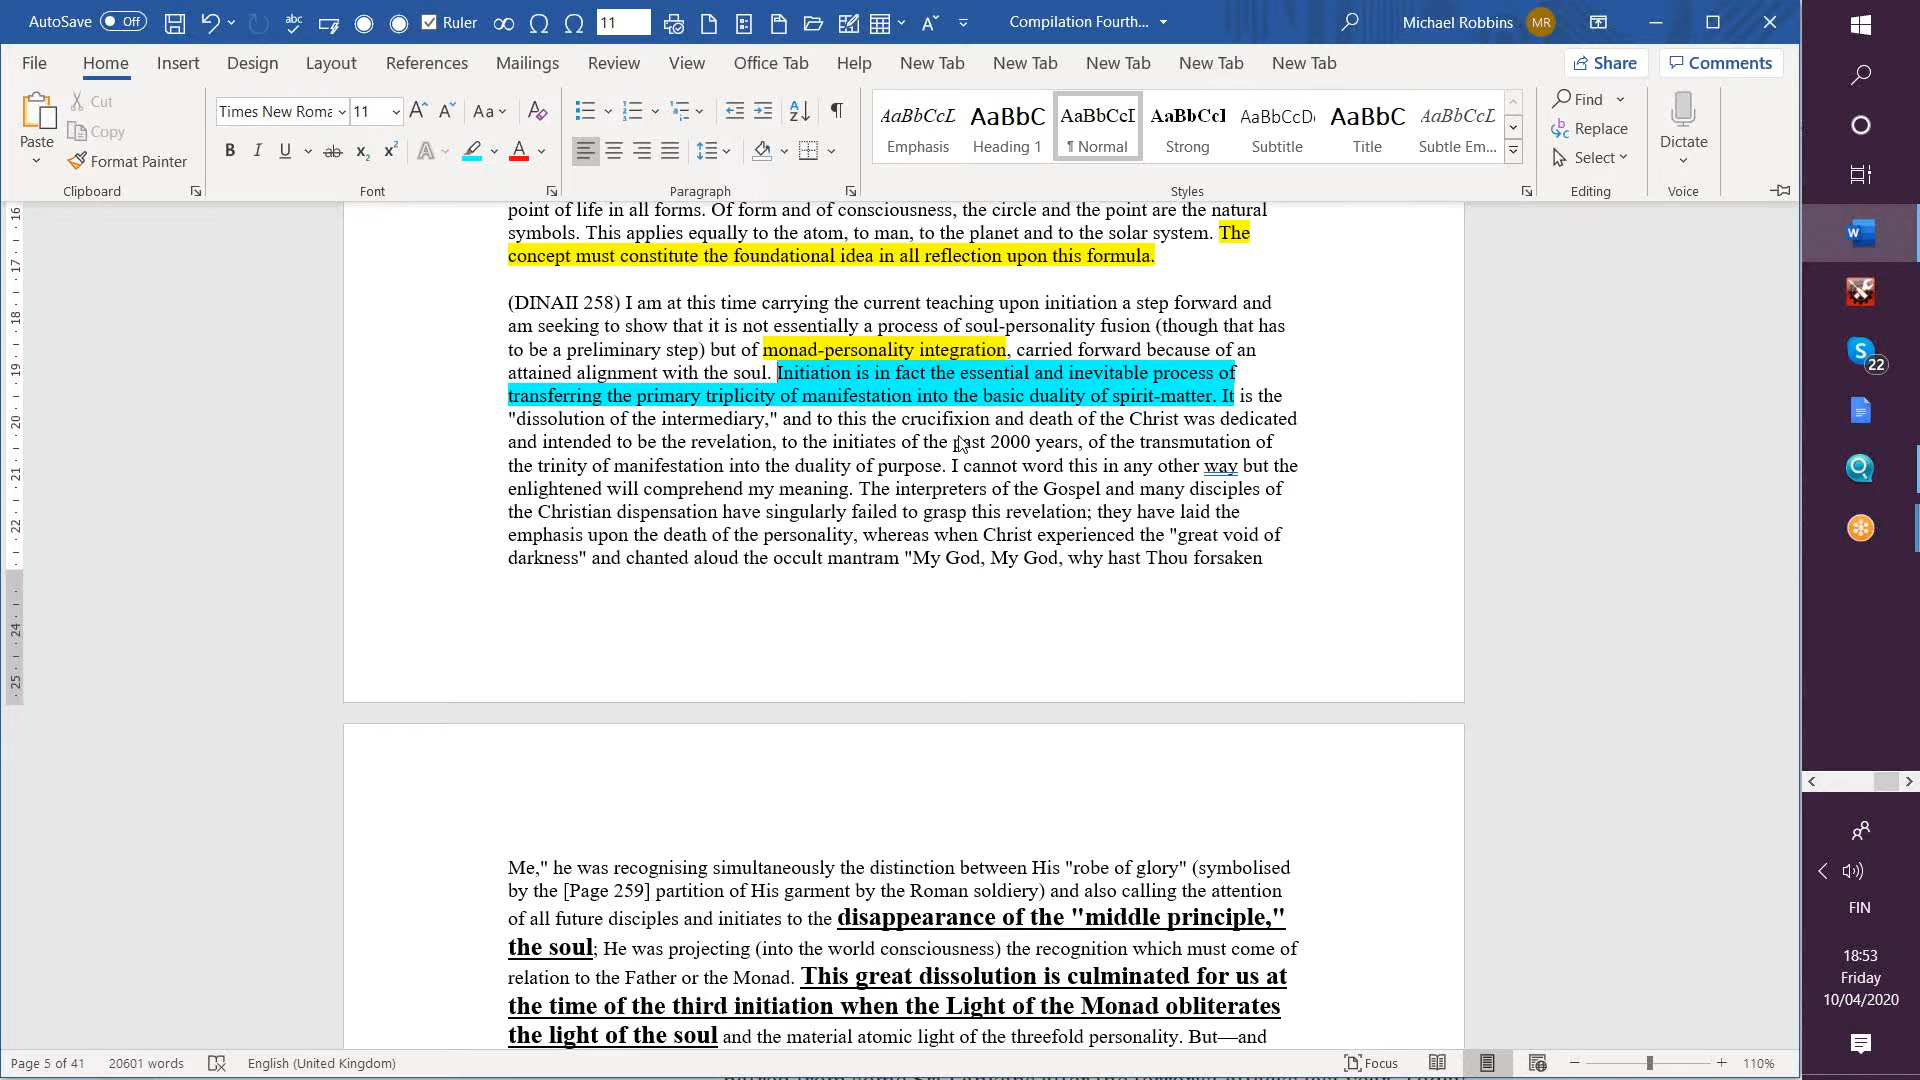 AutoSave Off Ruler 11 Compilation Fourth... Michael Robbins MR
File Home Insert Design Layout References Mailings Review View Office Tab Help New Tab New Tab New Tab New Tab New Tab Share Comments
Paste Cut Copy Format Painter Clipboard
Times New Roma 11 Font
Paragraph
AaBbCcL AaBbC AaBbCcI AaBbCcI AaBbCcD AaBbC AaBbCcL
Emphasis Heading 1 ¶ Normal Strong Subtitle Title Subtle Em...
Styles
Find Replace Select Editing
Dictate Voice
point of life in all forms. Of form and of consciousness, the circle and the point are the natural
symbols. This applies equally to the atom, to man, to the planet and to the solar system. The
concept must constitute the foundational idea in all reflection upon this formula.
(DINAII 258) I am at this time carrying the current teaching upon initiation a step forward and
am seeking to show that it is not essentially a process of soul-personality fusion (though that has
to be a preliminary step) but of monad-personality integration, carried forward because of an
attained alignment with the soul. Initiation is in fact the essential and inevitable process of
transferring the primary triplicity of manifestation into the basic duality of spirit-matter. It is the
"dissolution of the intermediary," and to this the crucifixion and death of the Christ was dedicated
and intended to be the revelation, to the initiates of the past 2000 years, of the transmutation of
the trinity of manifestation into the duality of purpose. I cannot word this in any other way but the
enlightened will comprehend my meaning. The interpreters of the Gospel and many disciples of
the Christian dispensation have singularly failed to grasp this revelation; they have laid the
emphasis upon the death of the personality, whereas when Christ experienced the "great void of
darkness" and chanted aloud the occult mantram "My God, My God, why hast Thou forsaken
Me," he was recognising simultaneously the distinction between His "robe of glory" (symbolised
by the [Page 259] partition of His garment by the Roman soldiery) and also calling the attention
of all future disciples and initiates to the disappearance of the "middle principle,"
the soul; He was projecting (into the world consciousness) the recognition which must come of
relation to the Father or the Monad. This great dissolution is culminated for us at
the time of the third initiation when the Light of the Monad obliterates
the light of the soul and the material atomic light of the threefold personality. But—and
16 17 18 19 20 21 22 24 25
Page 5 of 41 20601 words English (United Kingdom) Focus 110%
22
FIN
18:53
Friday
10/04/2020